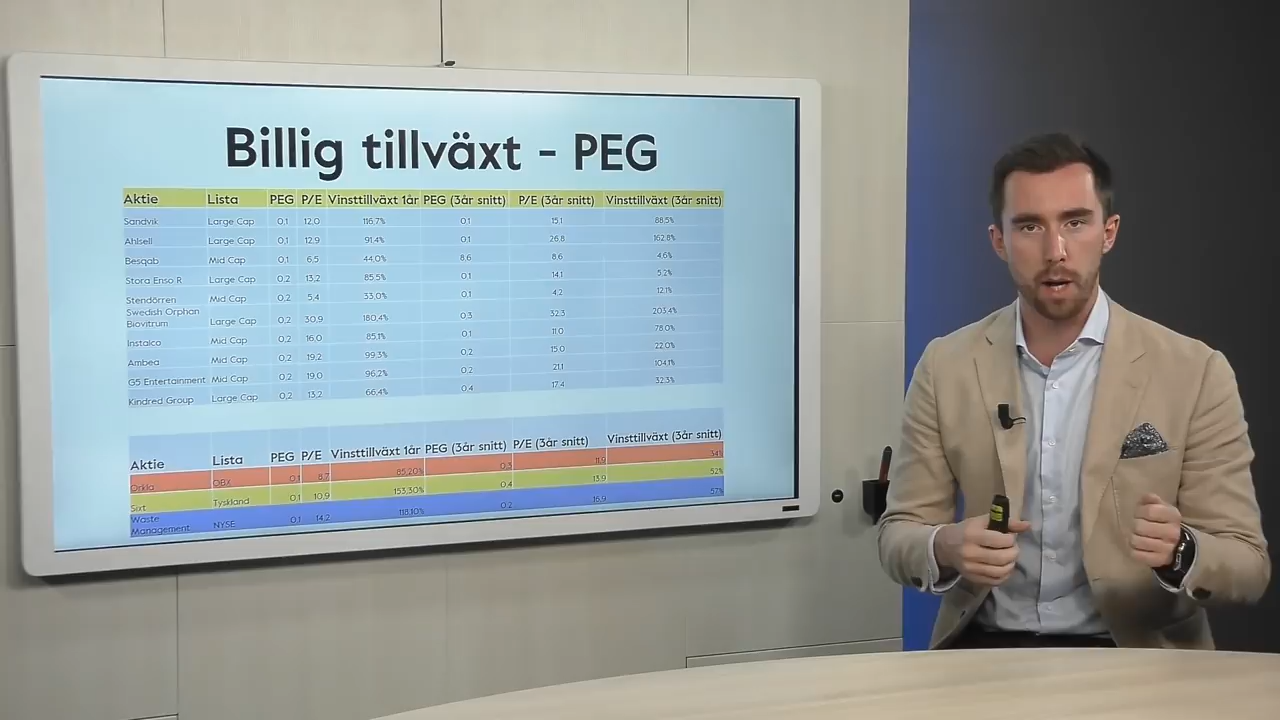 Billig tillväxt - PEG
Aktie Lista PEG P/E Vinsttillväxt 1år PEG (3år snitt) P/E (3år snitt) Vinsttillväxt (3år snitt)
Sandvik Large Cap 0,1 12,0 116,7% 0,1 15,1 88,5%
Ahlsell Large Cap 0,1 12,9 91,4% 0,1 26,8 162,8%
Besqab Mid Cap 0,1 6,5 44,0% 8,6 8,6 4,6%
Stora Enso R Large Cap 0,2 13,2 85,5% 0,1 14,1 5,2%
Stendörren Mid Cap 0,2 5,4 33,0% 0,1 4,2 12,1%
Swedish Orphan
Biovitrum Large Cap 0,2 30,9 180,4% 0,3 32,3 203,4%
Instalco Mid Cap 0,2 16,0 85,1% 0,1 11,0 78,0%
Ambea Mid Cap 0,2 19,2 99,3% 0,2 15,0 22,0%
G5 Entertainment Mid Cap 0,2 19,0 96,2% 0,2 21,1 104,1%
Kindred Group Large Cap 0,2 13,2 66,4% 0,4 17,4 32,3%
Aktie Lista PEG P/E Vinsttillväxt 1år PEG (3år snitt) P/E (3år snitt) Vinsttillväxt (3år snitt)
Orkla OBX 0,1 8,7 85,20% 0,3 11,9 34%
Sixt Tyskland 0,1 10,9 153,30% 0,4 13,9 52%
Waste
Management NYSE 0,1 14,2 118,10% 0,2 16,9 57%